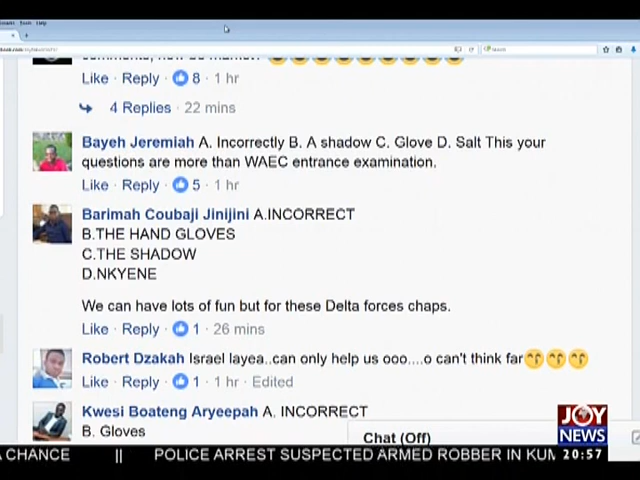 Tools Help
Like · Reply · 8 · 1 hr
4 Replies · 22 mins
Bayeh Jeremiah A. Incorrectly B. A shadow C. Glove D. Salt This your
questions are more than WAEC entrance examination.
Like · Reply · 5 · 1 hr
Barimah Coubaji Jinijini A.INCORRECT
B.THE HAND GLOVES
C.THE SHADOW
D.NKYENE
We can have lots of fun but for these Delta forces chaps.
Like · Reply · 1 · 26 mins
Robert Dzakah Israel layea..can only help us ooo....o can't think far
Like · Reply · 1 · 1 hr · Edited
Kwesi Boateng Aryeepah A. INCORRECT
B. Gloves
Chat (Off)
JOY
NEWS
A CHANCE || POLICE ARREST SUSPECTED ARMED ROBBER IN KUM
20:57